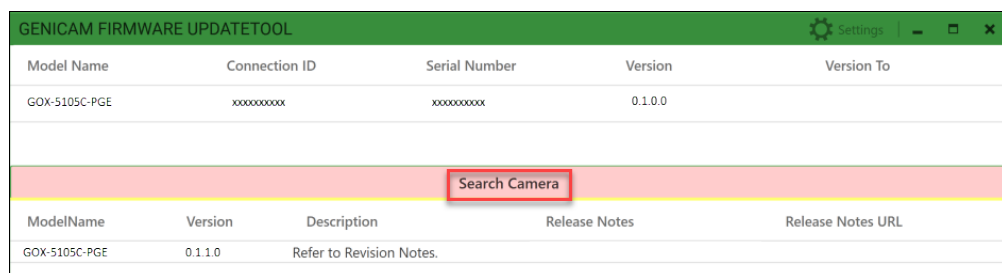 GENICAM FIRMWARE UPDATETOOL Settings
Model Name Connection ID Serial Number Version Version To
GOX-5105C-PGE xxxxxxxxxx xxxxxxxxxx 0.1.0.0
Search Camera
ModelName Version Description Release Notes Release Notes URL
GOX-5105C-PGE 0.1.1.0 Refer to Revision Notes.